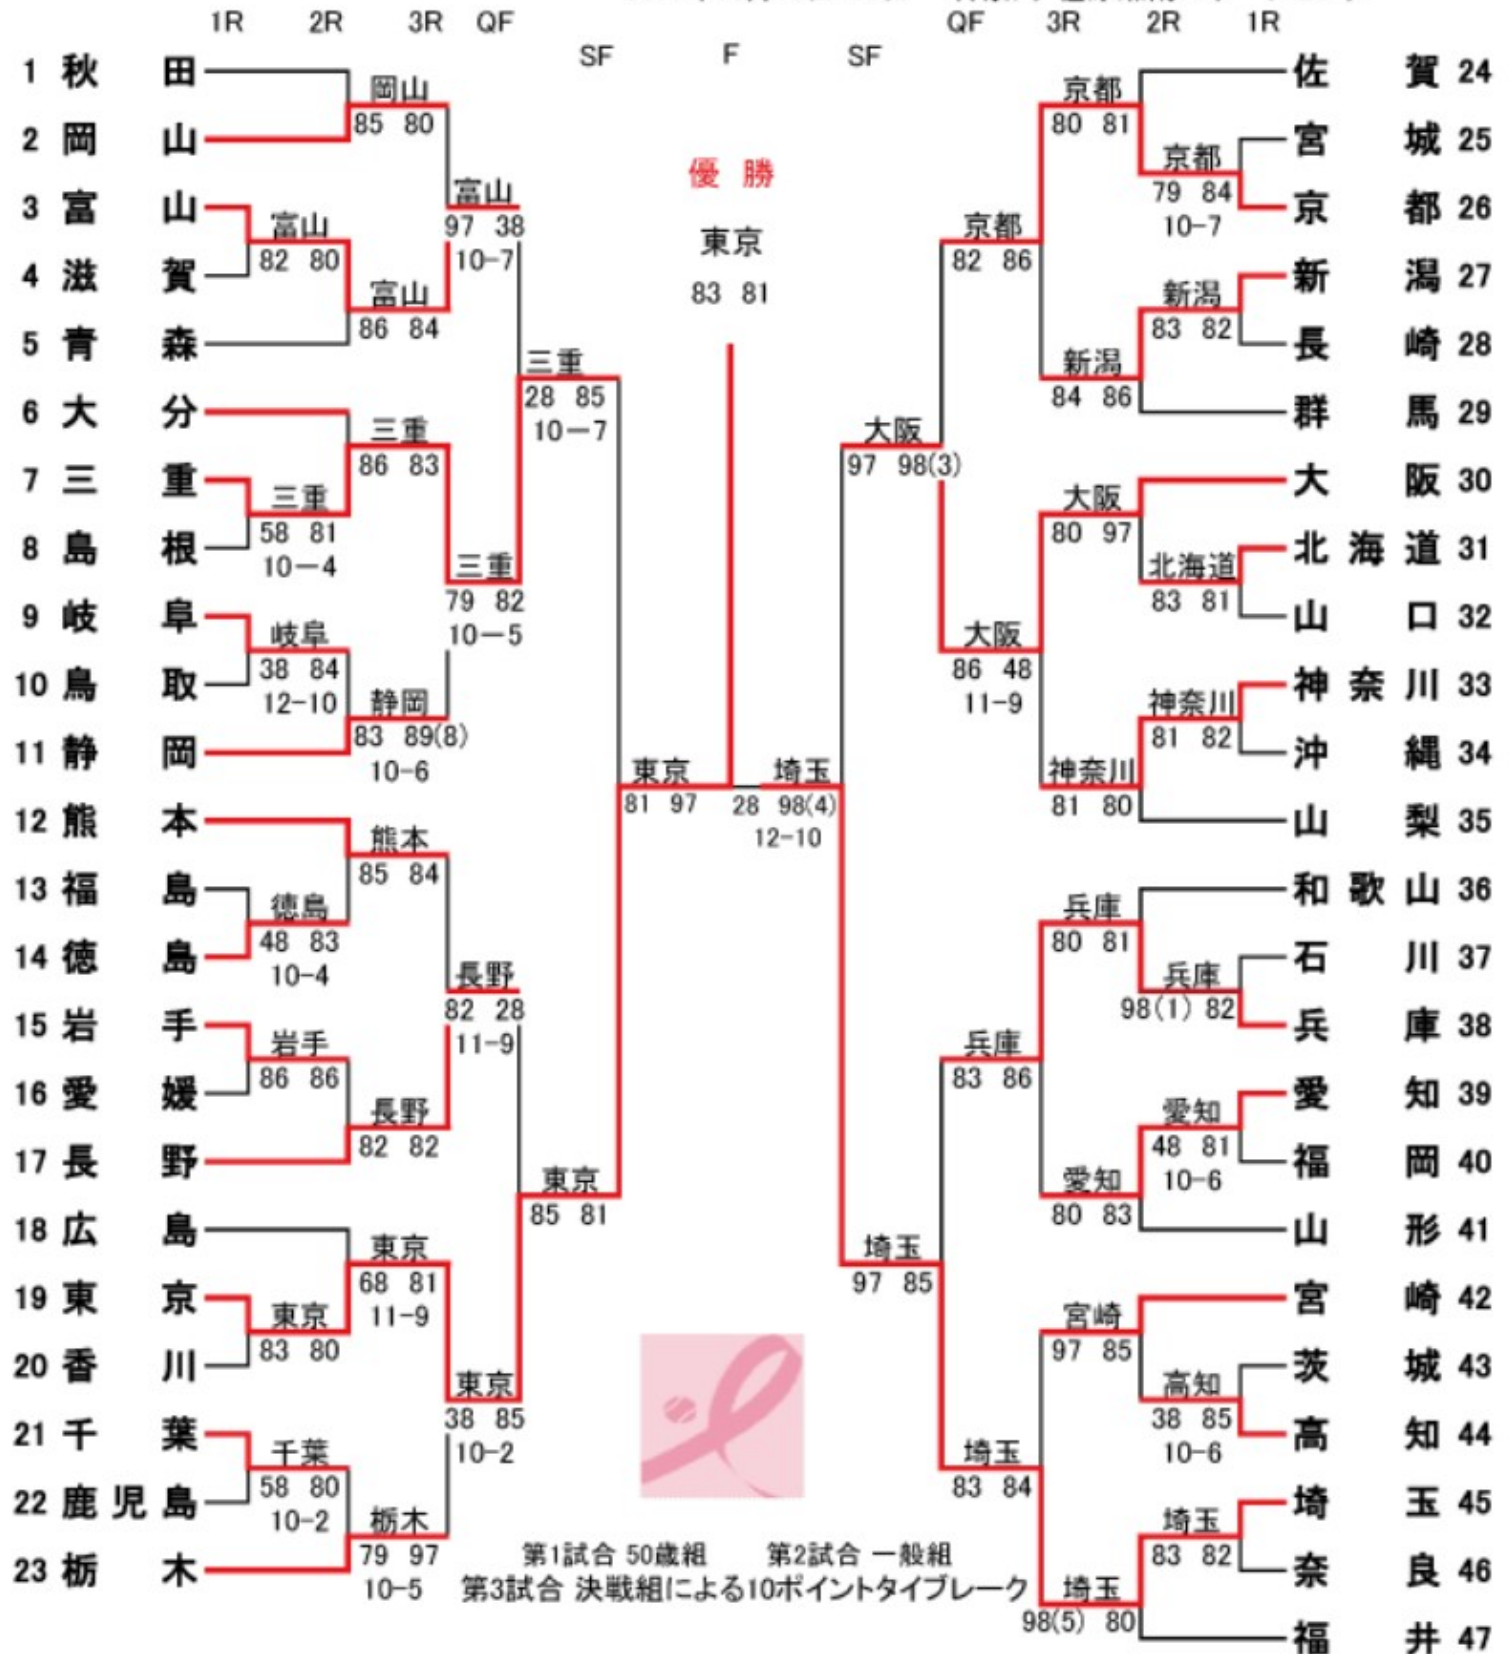 1R 2R 3R QF SF F SF QF 3R 2R 1R
1 秋田
2 岡山
3 富山
4 滋賀
5 青森
6 大分
7 三重
8 島根
9 岐阜
10 鳥取
11 静岡
12 熊本
13 福島
14 徳島
15 岩手
16 愛媛
17 長野
18 広島
19 東京
20 香川
21 千葉
22 鹿児島
23 栃木
富山
82 80
三重
58 81
10-4
岐阜
38 84
12-10
徳島
48 83
10-4
岩手
86 86
東京
83 80
千葉
58 80
10-2
岡山
85 80
富山
86 84
三重
86 83
静岡
83 89(8)
10-6
熊本
85 84
長野
82 82
東京
68 81
11-9
栃木
79 97
10-5
富山
97 38
10-7
三重
79 82
10-5
長野
82 28
11-9
東京
38 85
10-2
三重
28 85
10-7
東京
85 81
東京
81 97
優勝
東京
83 81
埼玉
28 98(4)
12-10
大阪
97 98(3)
埼玉
97 85
京都
82 86
大阪
86 48
11-9
兵庫
83 86
埼玉
83 84
京都
80 81
新潟
84 86
大阪
80 97
神奈川
81 80
兵庫
80 81
愛知
80 83
宮崎
97 85
埼玉
98(5) 80
京都
79 84
10-7
新潟
83 82
北海道
83 81
神奈川
81 82
兵庫
98(1) 82
愛知
48 81
10-6
高知
38 85
10-6
埼玉
83 82
佐賀 24
宮城 25
京都 26
新潟 27
長崎 28
群馬 29
大阪 30
北海道 31
山口 32
神奈川 33
沖縄 34
山梨 35
和歌山 36
石川 37
兵庫 38
愛知 39
福岡 40
山形 41
宮崎 42
茨城 43
高知 44
埼玉 45
奈良 46
福井 47
第1試合 50歳組 第2試合 一般組
第3試合 決戦組による10ポイントタイブレーク